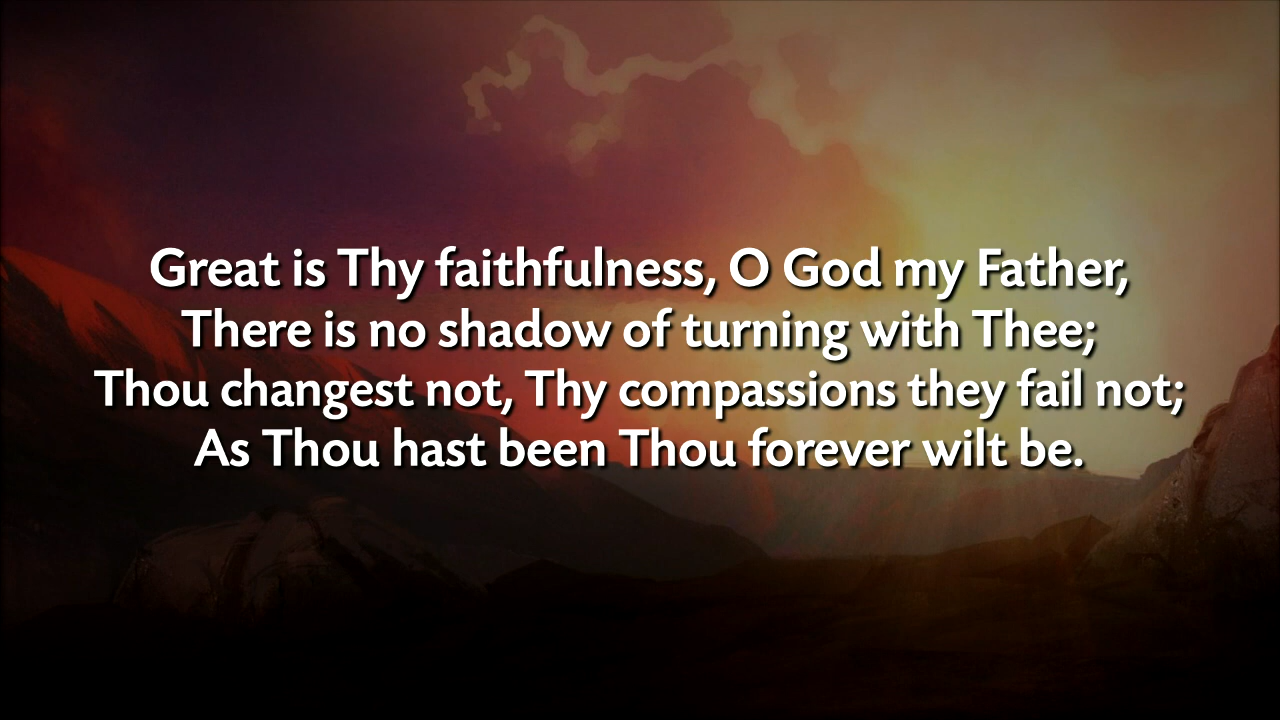 Great is Thy faithfulness, O God my Father,
There is no shadow of turning with Thee;
Thou changest not, Thy compassions they fail not;
As Thou hast been Thou forever wilt be.